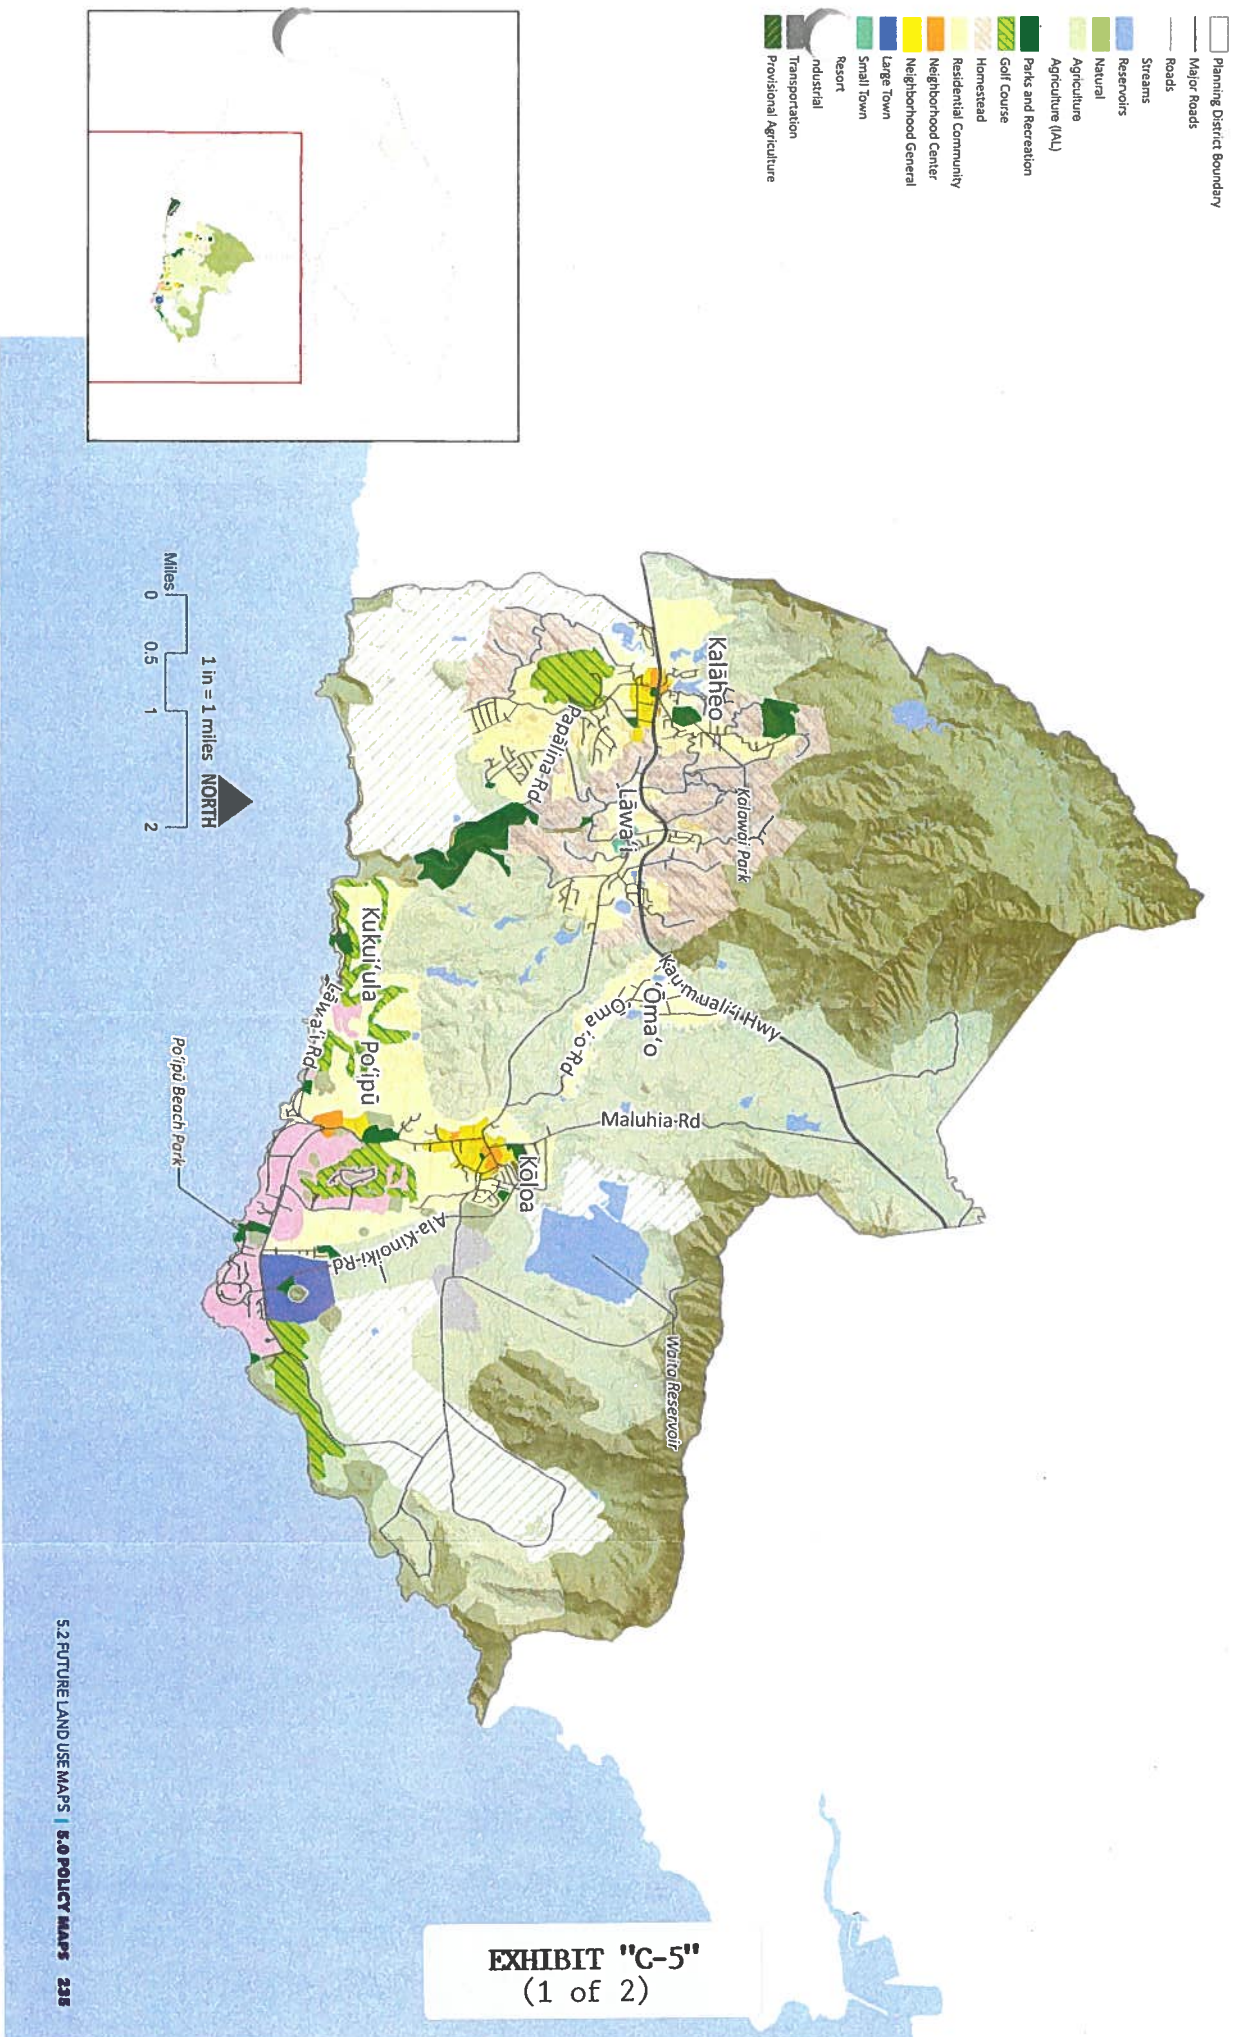 Planning District Boundary
Major Roads
Roads
Streams
Reservoirs
Natural
Agriculture
Agriculture (IAL)
Parks and Recreation
Golf Course
Homestead
Residential Community
Neighborhood Center
Neighborhood General
Large Town
Small Town
Resort
ndustrial
Transportation
Provisional Agriculture
Kalāheo
Kalawai Park
Lāwa'i
Papālina Rd
Kaumuali'i Hwy
'Ōma'o
'Ōma'o Rd
Maluhia Rd
Kukui'ula
Po'ipū
Lāwa'i Rd
Kōloa
Ala Kinoiki Rd
Waita Reservoir
Po'ipū Beach Park
1 in = 1 miles NORTH
Miles
0 0.5 1 2
5.2 FUTURE LAND USE MAPS | 5.0 POLICY MAPS 235
EXHIBIT "C-5"
(1 of 2)